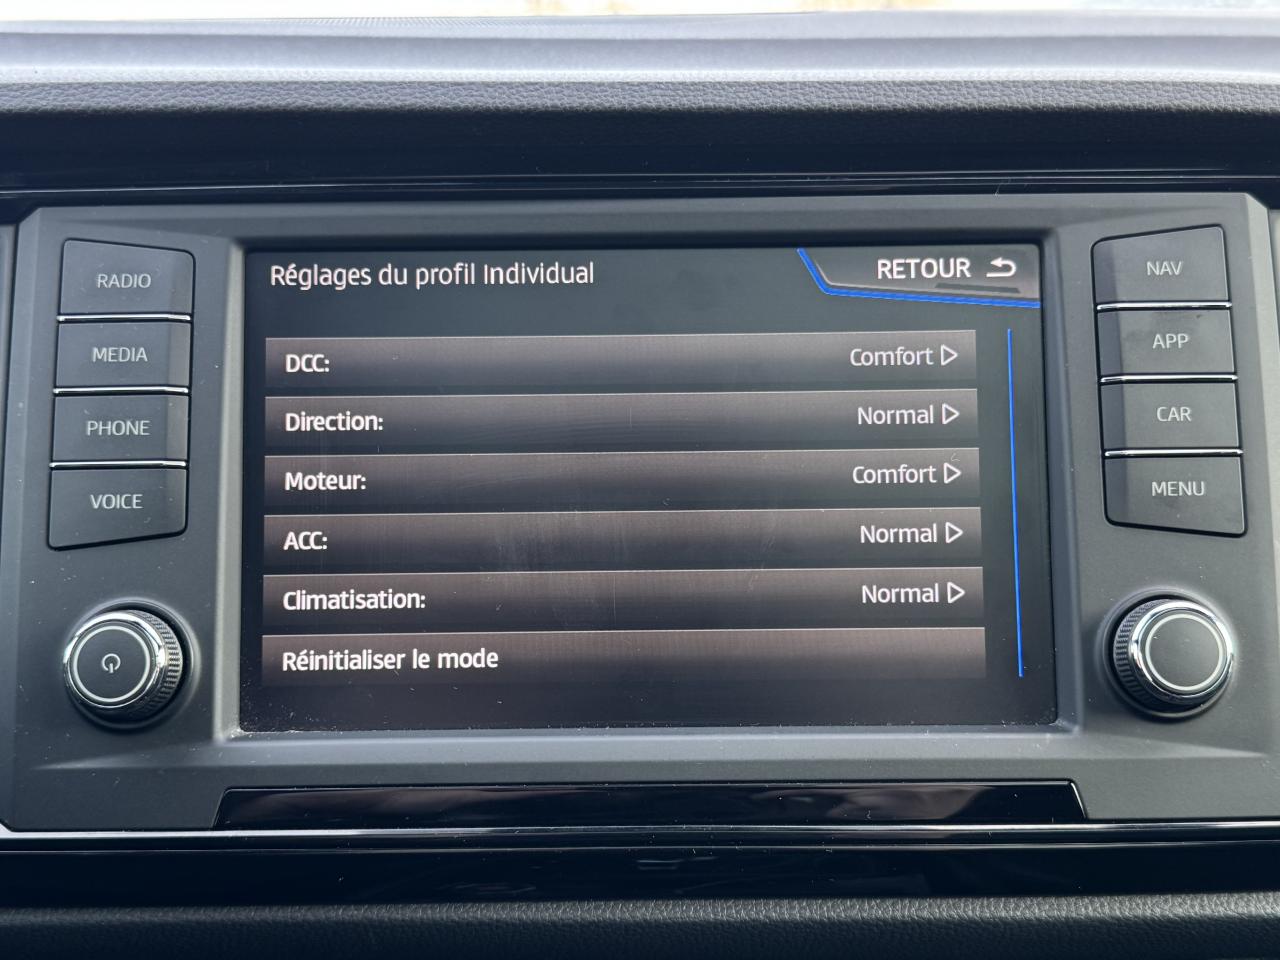 RADIO
MEDIA
PHONE
VOICE
Réglages du profil Individual
RETOUR
DCC: Comfort
Direction: Normal
Moteur: Comfort
ACC: Normal
Climatisation: Normal
Réinitialiser le mode
NAV
APP
CAR
MENU